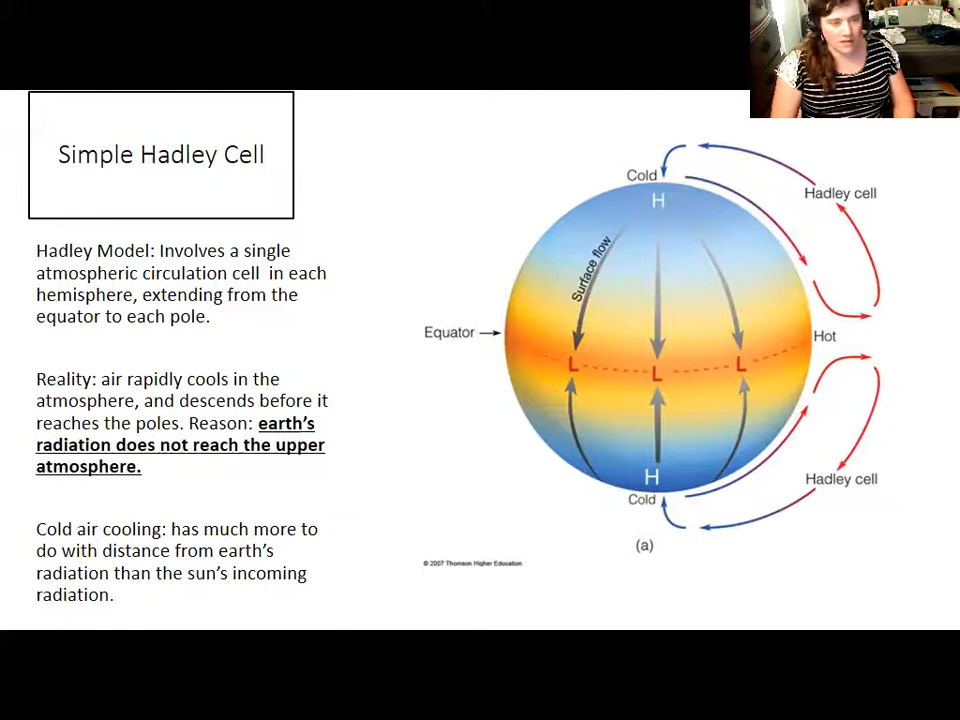 Simple Hadley Cell
Hadley Model: Involves a single
atmospheric circulation cell in each
hemisphere, extending from the
equator to each pole.
Reality: air rapidly cools in the
atmosphere, and descends before it
reaches the poles. Reason: earth's
radiation does not reach the upper
atmosphere.
Cold air cooling: has much more to
do with distance from earth's
radiation than the sun's incoming
radiation.
Cold
H
Hadley cell
Surface flow
Equator
Hot
L
L
L
Hadley cell
H
Cold
(a)
© 2007 Thomson Higher Education